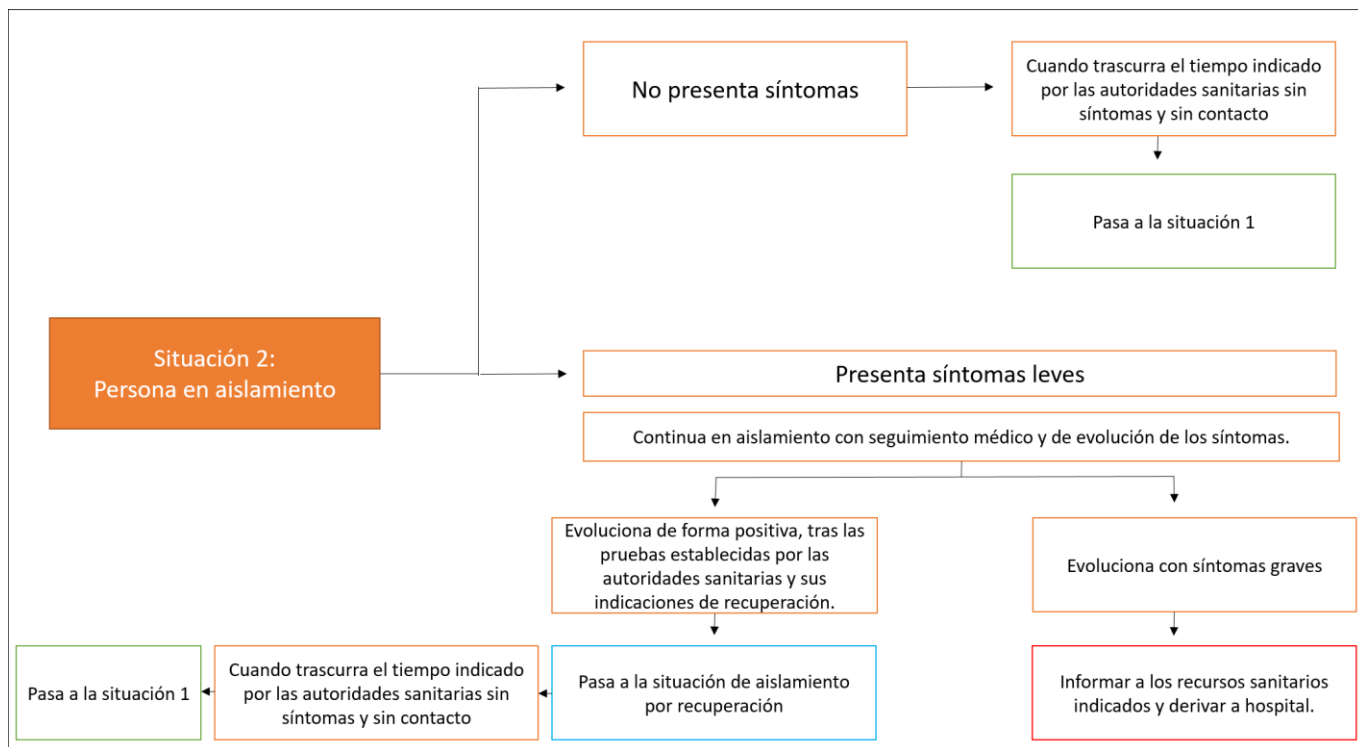 No presenta síntomas
Cuando trascurra el tiempo indicado
por las autoridades sanitarias sin
síntomas y sin contacto
Pasa a la situación 1
Situación 2:
Persona en aislamiento
Presenta síntomas leves
Continua en aislamiento con seguimiento médico y de evolución de los síntomas.
Evoluciona de forma positiva, tras las
pruebas establecidas por las
autoridades sanitarias y sus
indicaciones de recuperación.
Evoluciona con síntomas graves
Pasa a la situación 1
Cuando trascurra el tiempo indicado
por las autoridades sanitarias sin
síntomas y sin contacto
Pasa a la situación de aislamiento
por recuperación
Informar a los recursos sanitarios
indicados y derivar a hospital.